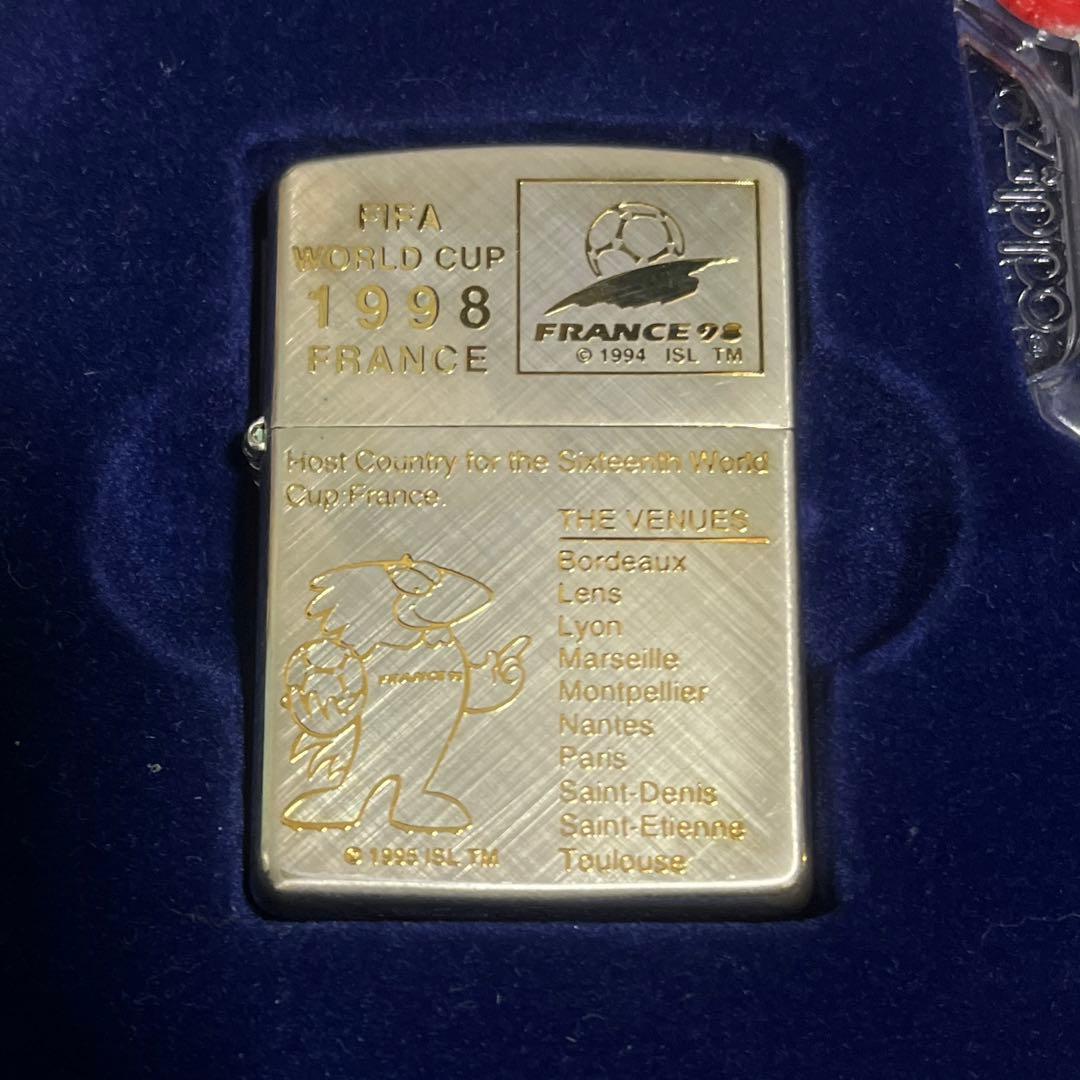 FIFA
WORLD CUP
1998
FRANCE
FRANCE 98
© 1994 ISL TM
Host Country for the Sixteenth World
Cup:France.
THE VENUES
Bordeaux
Lens
Lyon
Marseille
Montpellier
Nantes
Paris
Saint-Denis
Saint-Etienne
Toulouse
FRANCE 98
© 1995 ISL TM
Zippo